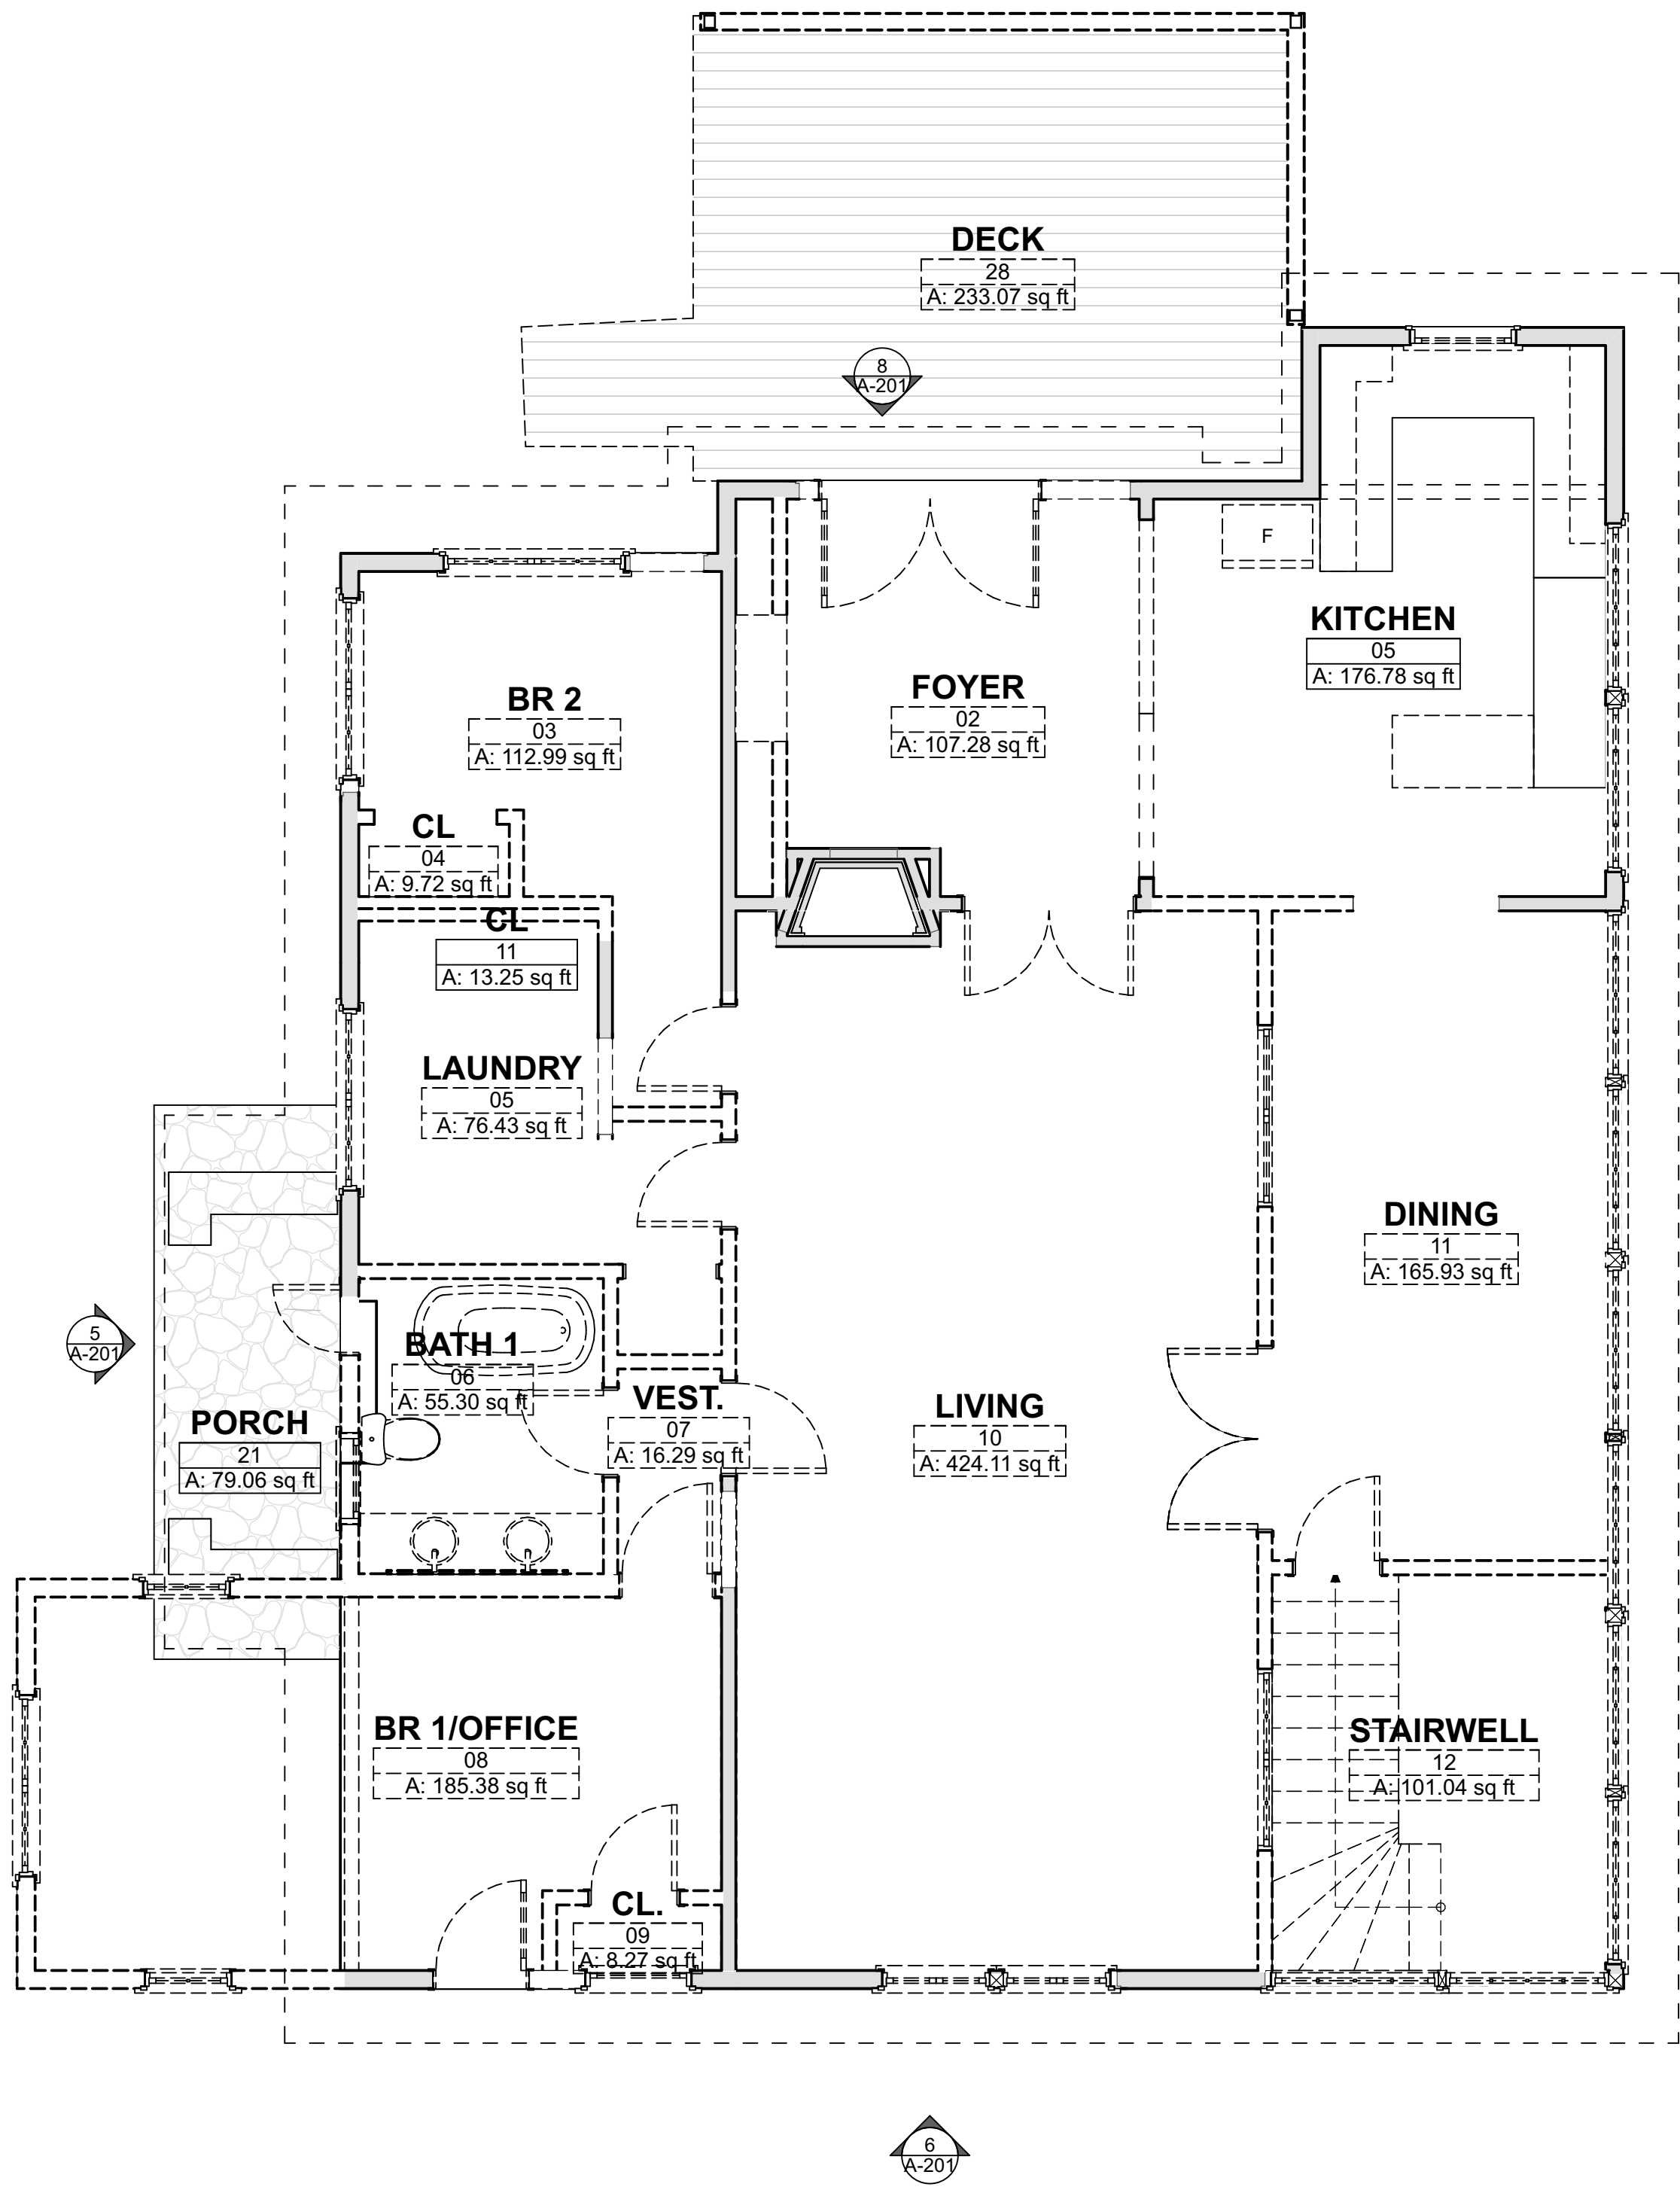 DECK
28
A: 233.07 sq ft
8
A-201
F
KITCHEN
05
A: 176.78 sq ft
BR 2
03
A: 112.99 sq ft
FOYER
02
A: 107.28 sq ft
CL
04
A: 9.72 sq ft
CL
11
A: 13.25 sq ft
LAUNDRY
05
A: 76.43 sq ft
DINING
11
A: 165.93 sq ft
5
A-201
BATH 1
06
A: 55.30 sq ft
VEST.
07
A: 16.29 sq ft
PORCH
21
A: 79.06 sq ft
LIVING
10
A: 424.11 sq ft
BR 1/OFFICE
08
A: 185.38 sq ft
STAIRWELL
12
A: 101.04 sq ft
CL.
09
A: 8.27 sq ft
6
A-201